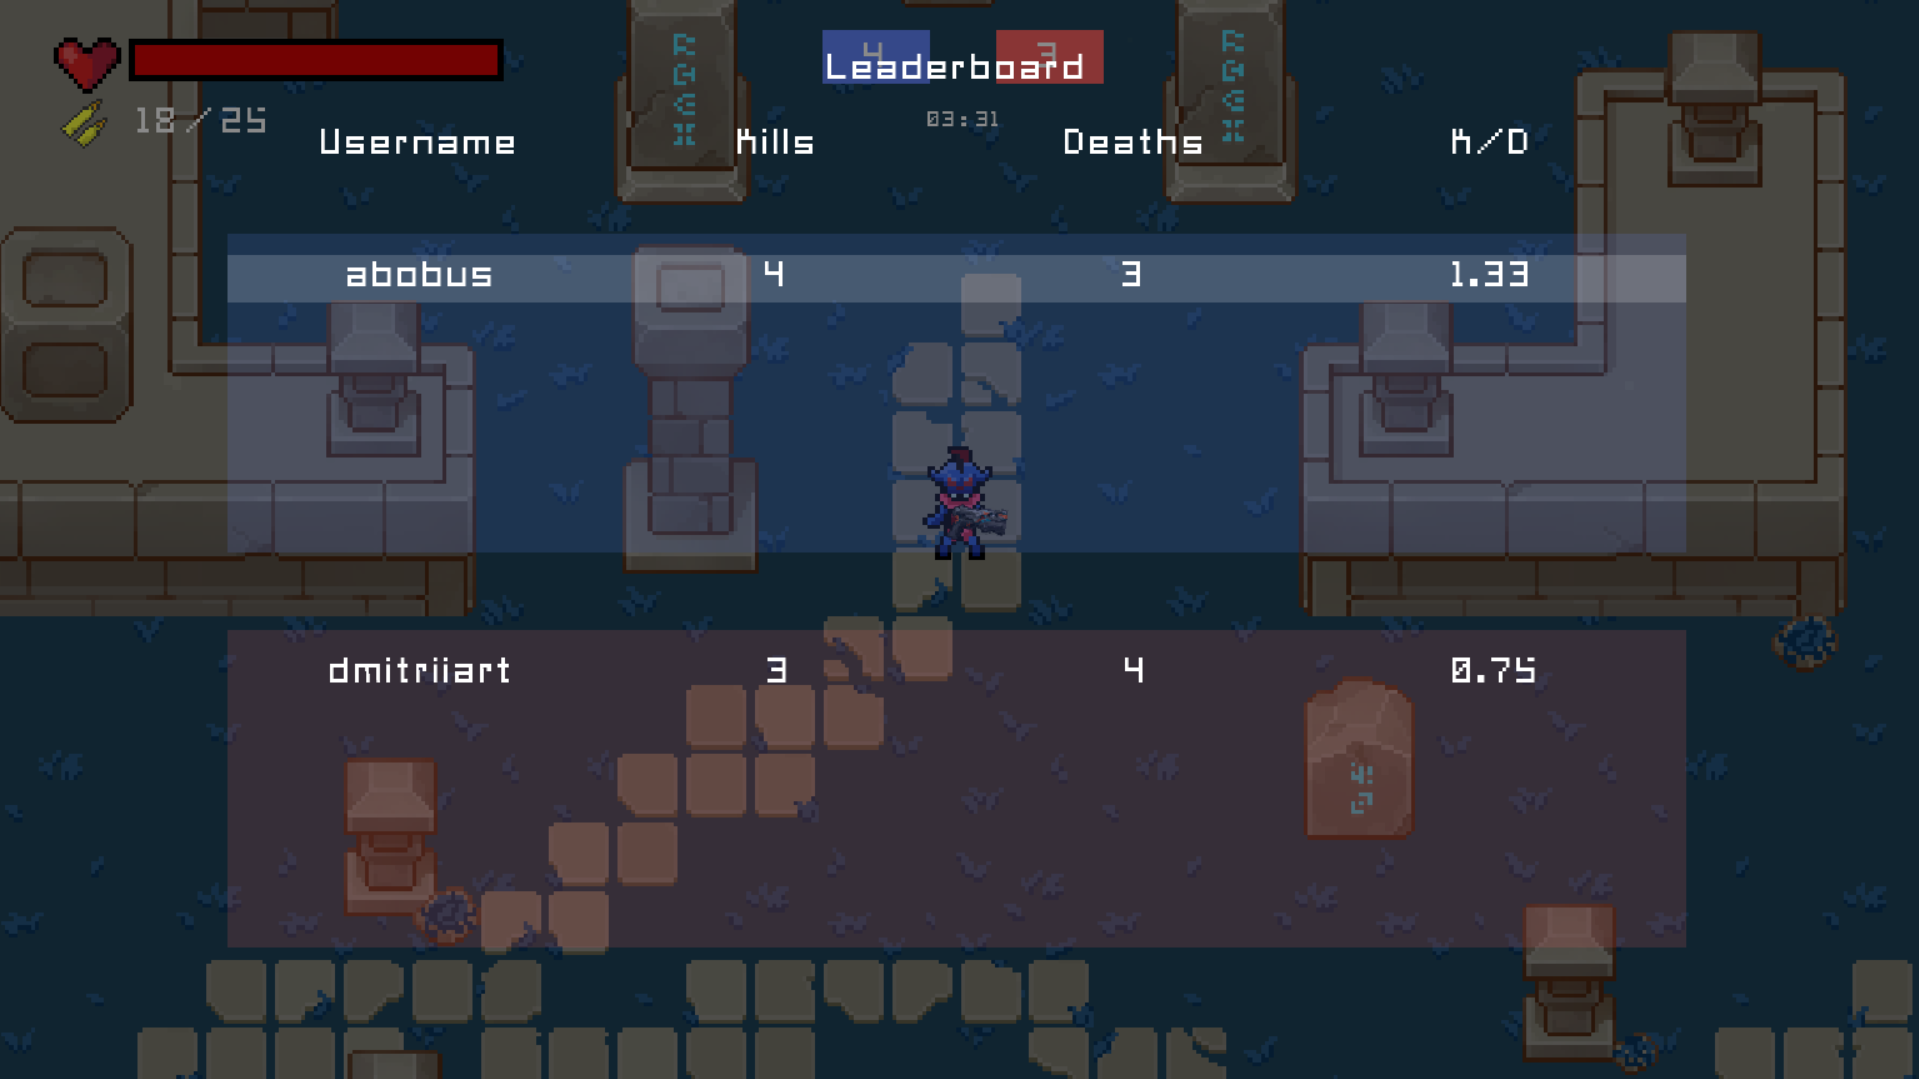 4 3
Leaderboard
18/25
03:31
Username Kills Deaths K/D
abobus 4 3 1.33
dmitriiart 3 4 0.75